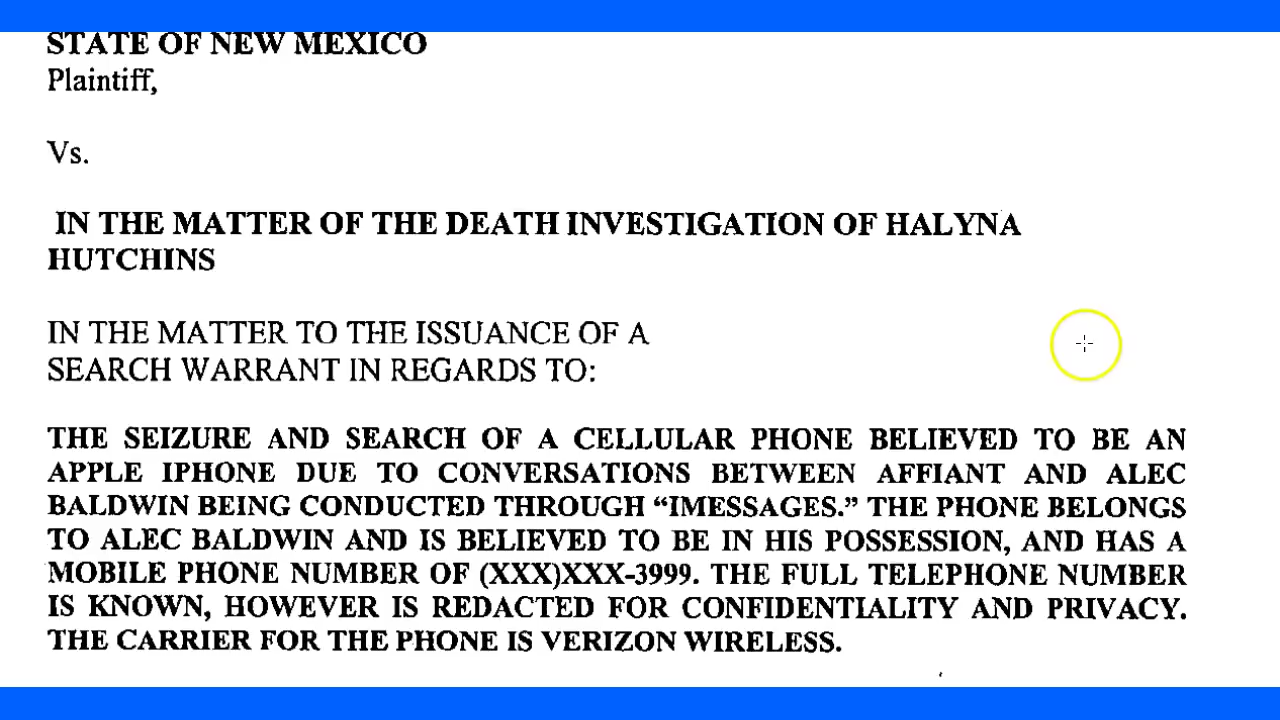 STATE OF NEW MEXICO
Plaintiff,
Vs.
IN THE MATTER OF THE DEATH INVESTIGATION OF HALYNA
HUTCHINS
IN THE MATTER TO THE ISSUANCE OF A
SEARCH WARRANT IN REGARDS TO:
THE SEIZURE AND SEARCH OF A CELLULAR PHONE BELIEVED TO BE AN
APPLE IPHONE DUE TO CONVERSATIONS BETWEEN AFFIANT AND ALEC
BALDWIN BEING CONDUCTED THROUGH “IMESSAGES.” THE PHONE BELONGS
TO ALEC BALDWIN AND IS BELIEVED TO BE IN HIS POSSESSION, AND HAS A
MOBILE PHONE NUMBER OF (XXX)XXX-3999. THE FULL TELEPHONE NUMBER
IS KNOWN, HOWEVER IS REDACTED FOR CONFIDENTIALITY AND PRIVACY.
THE CARRIER FOR THE PHONE IS VERIZON WIRELESS.